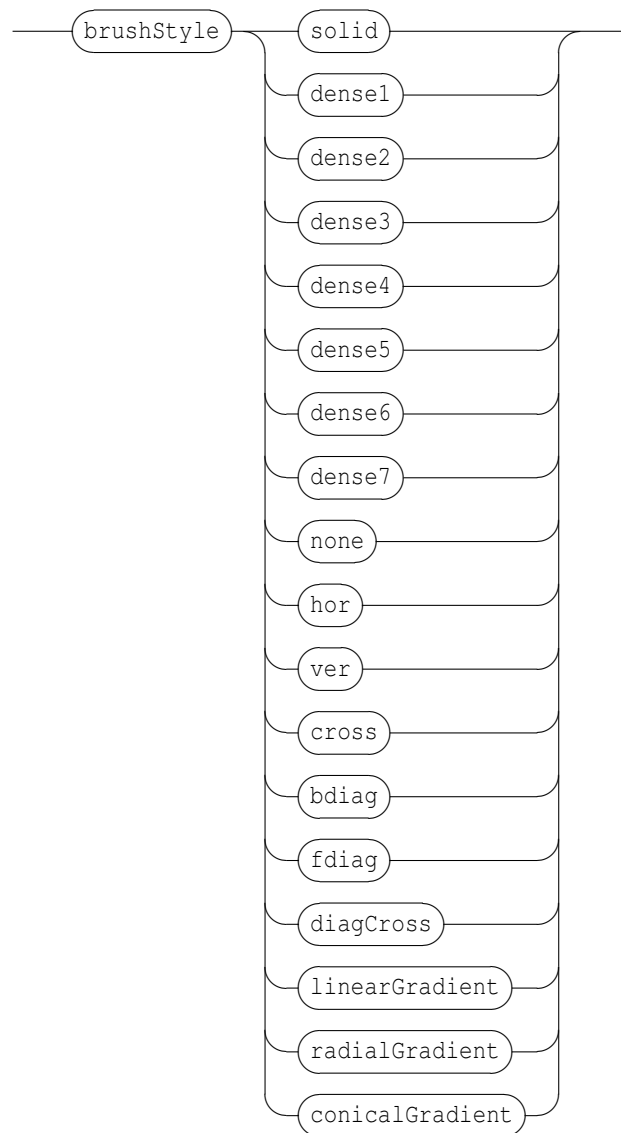 brushStyle solid
dense1
dense2
dense3
dense4
dense5
dense6
dense7
none
hor
ver
cross
bdiag
fdiag
diagCross
linearGradient
radialGradient
conicalGradient